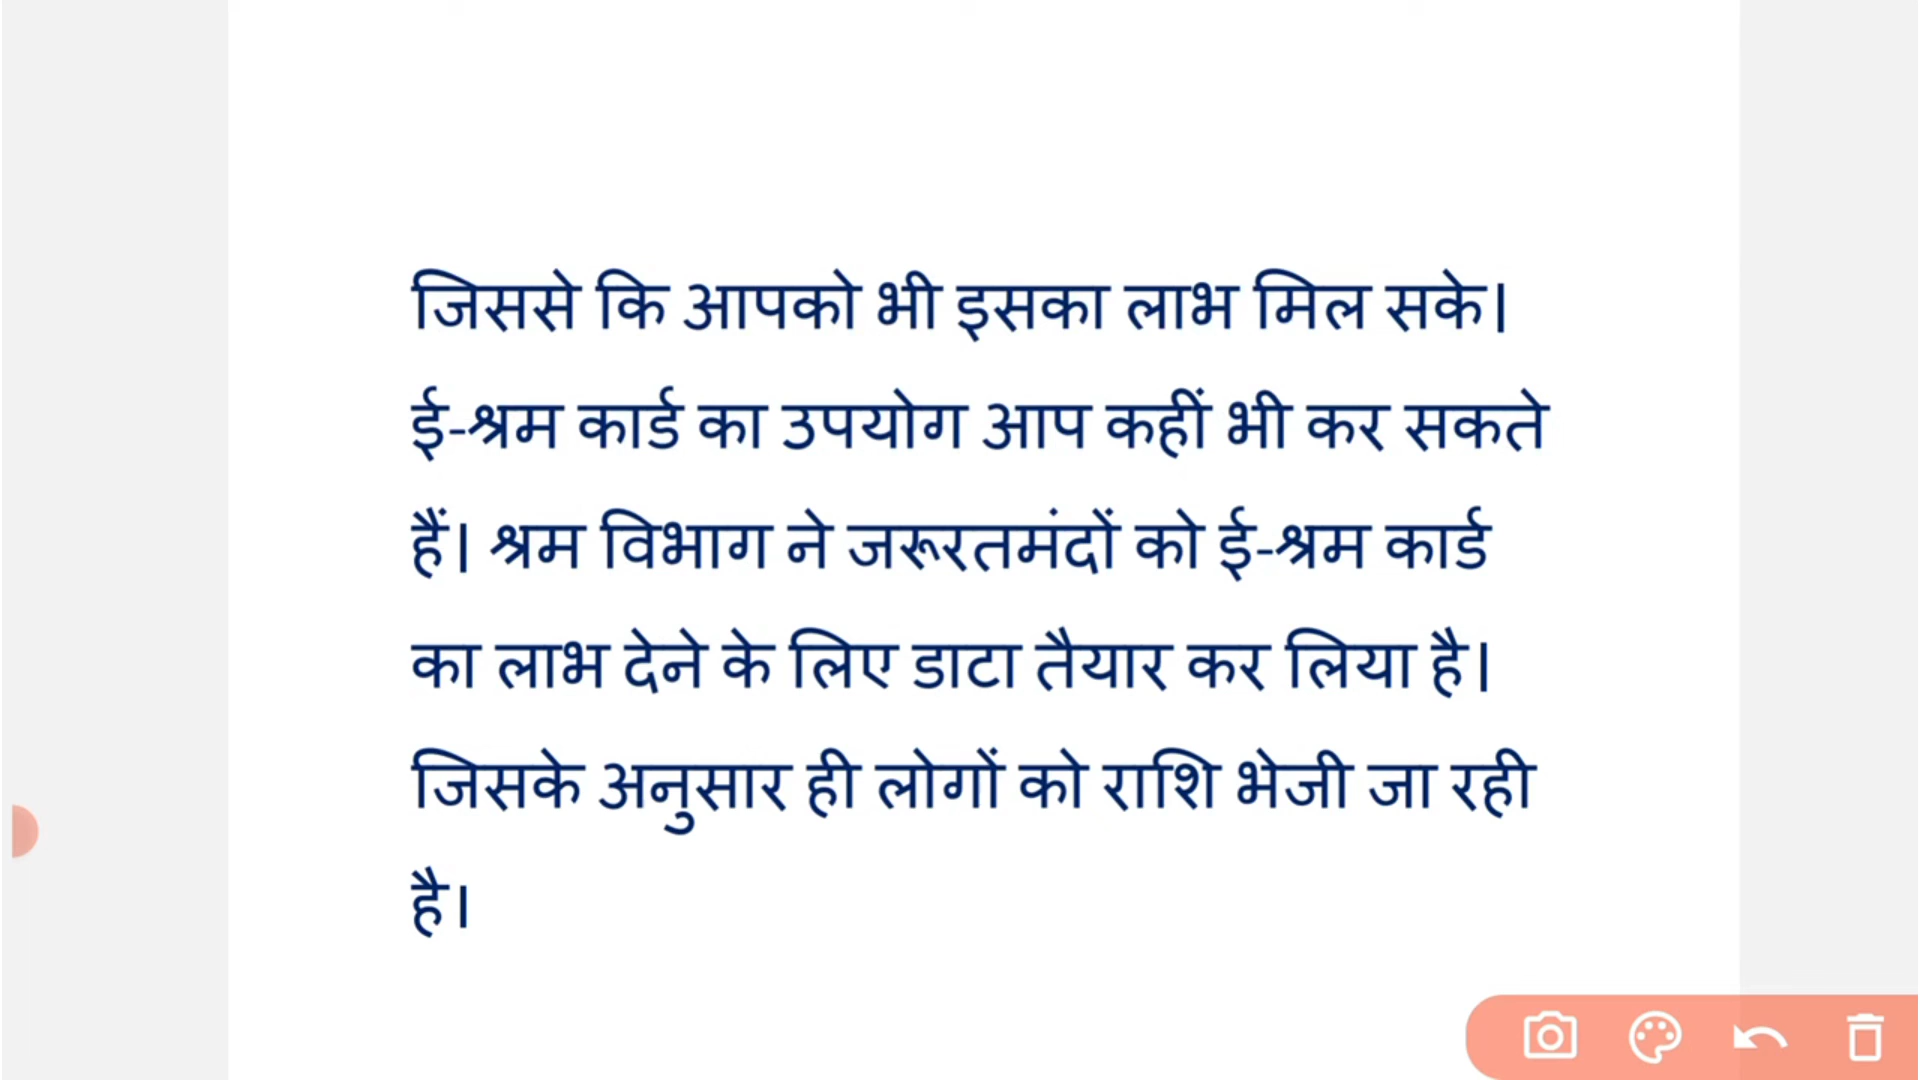 जिससे कि आपको भी इसका लाभ मिल सके।
ई-श्रम कार्ड का उपयोग आप कहीं भी कर सकते
हैं। श्रम विभाग ने जरूरतमंदों को ई-श्रम कार्ड
का लाभ देने के लिए डाटा तैयार कर लिया है।
जिसके अनुसार ही लोगों को राशि भेजी जा रही
है।